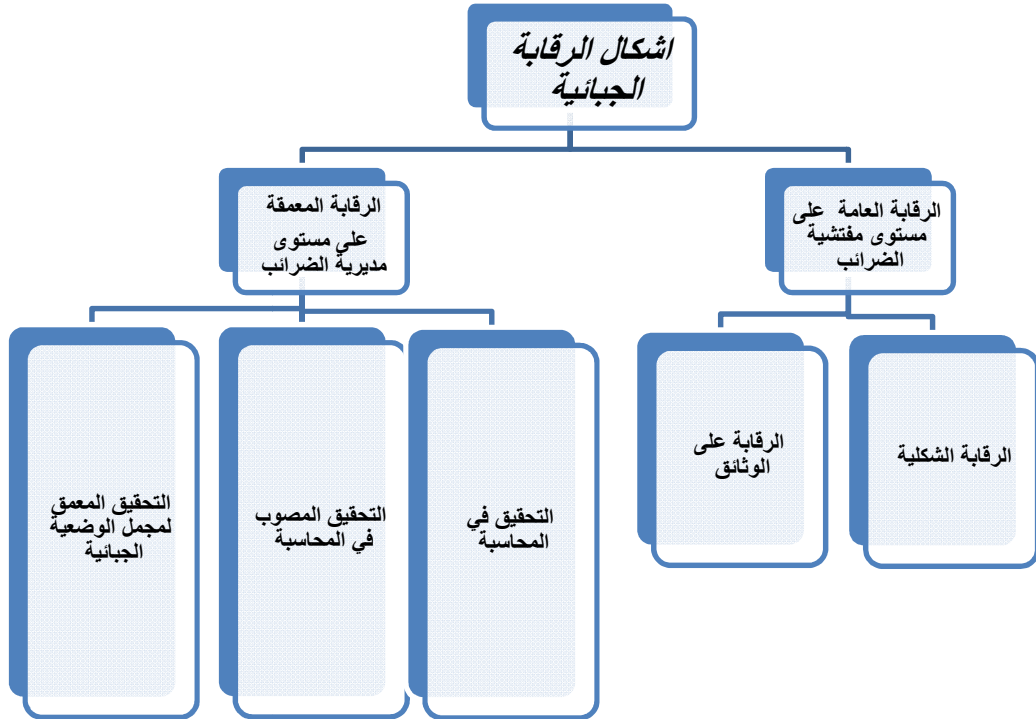 اشكال الرقابة
الجبائية
الرقابة العامة على
مستوى مفتشية
الضرائب
الرقابة المعمقة
على مستوى
مديرية الضرائب
الرقابة الشكلية
الرقابة على
الوثائق
التحقيق في
المحاسبة
التحقيق المصوب
في المحاسبة
التحقيق المعمق
لمجمل الوضعية
الجبائية